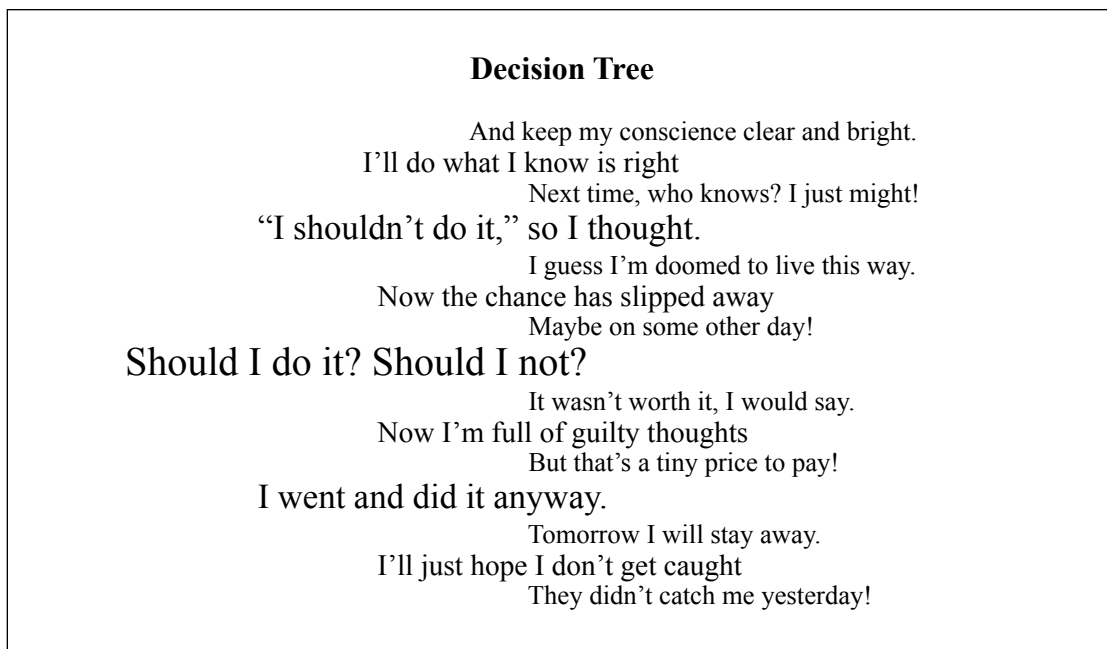 Decision Tree
And keep my conscience clear and bright.
I’ll do what I know is right
Next time, who knows? I just might!
“I shouldn’t do it,” so I thought.
I guess I’m doomed to live this way.
Now the chance has slipped away
Maybe on some other day!
Should I do it? Should I not?
It wasn’t worth it, I would say.
Now I’m full of guilty thoughts
But that’s a tiny price to pay!
I went and did it anyway.
Tomorrow I will stay away.
I’ll just hope I don’t get caught
They didn’t catch me yesterday!